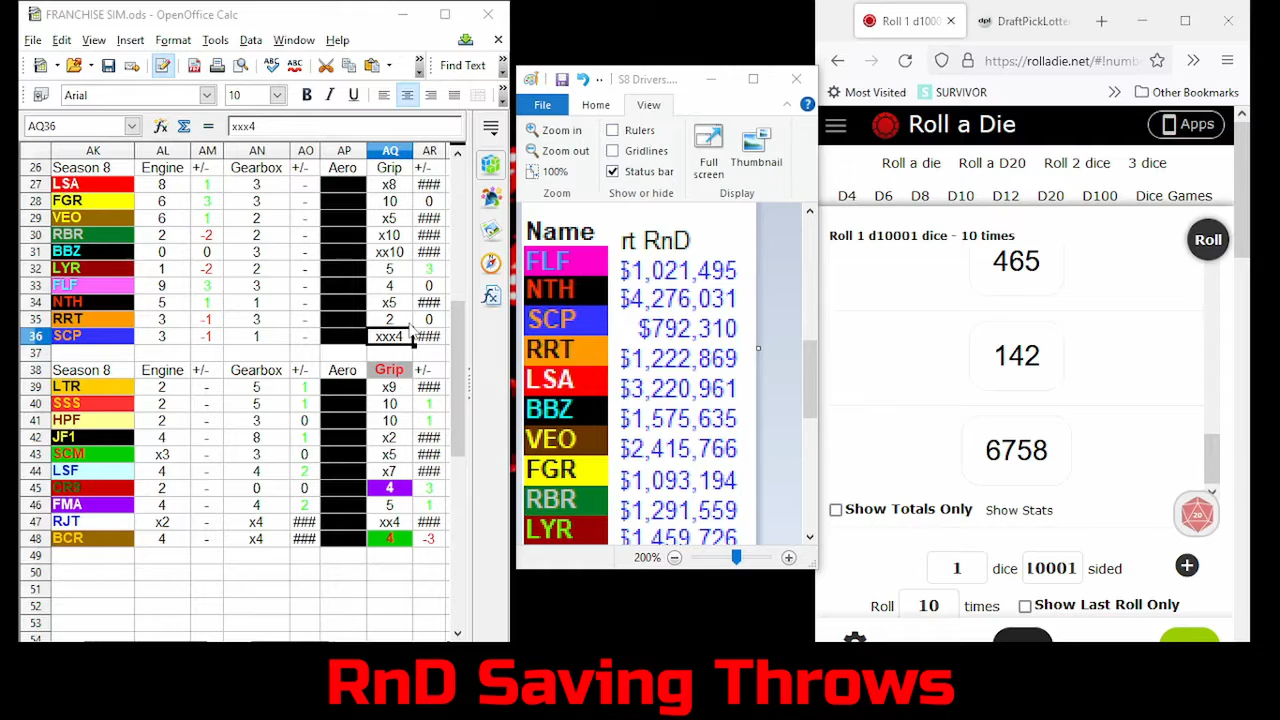 FRANCHISE SIM.ods - OpenOffice Calc
File Edit View Insert Format Tools Data Window Help
Find Text
Arial 10 B I U
AQ36 xxx4
AK AL AM AN AO AP AQ AR
26 Season 8 Engine +/- Gearbox +/- Aero Grip +/-
27 LSA 8 1 3 - x8 ###
28 FGR 6 3 3 - 10 0
29 VEO 6 1 2 - x5 ###
30 RBR 2 -2 3 - x10 ###
31 BBZ 0 0 3 - xx10 ###
32 LYR 1 -2 2 - 5 3
33 FLF 9 3 3 - 4 0
34 NTH 5 1 1 - x5 ###
35 RRT 3 -1 3 - 2 0
36 SCP 3 -1 1 - xxx4 ###
37
38 Season 8 Engine +/- Gearbox +/- Aero Grip +/-
39 LTR 2 - 5 1 x9 ###
40 SSS 2 - 5 1 10 1
41 HPF 2 - 3 0 10 1
42 JF1 4 - 8 1 x2 ###
43 SCM x3 - 3 0 x5 ###
44 LSF 4 - 4 2 x7 ###
45 CR8 2 - 0 0 4 3
46 FMA 4 - 4 2 5 1
47 RJT x2 - x4 ### xx4 ###
48 BCR 4 - x4 ### 4 -3
49
50
51
52
53
54
S8 Drivers....
File Home View
Zoom in
Zoom out
100%
Zoom
Rulers
Gridlines
Status bar
Show or hide
Full screen
Thumbnail
Display
Name rt RnD
FLF $1,021,495
NTH $4,276,031
SCP $792,310
RRT $1,222,869
LSA $3,220,961
BBZ $1,575,635
VEO $2,415,766
FGR $1,093,194
RBR $1,291,559
LYR $1,459,726
200%
Roll 1 d1000 DraftPickLotte
https://rolladie.net/#!numb
Most Visited S SURVIVOR Other Bookmarks
Roll a Die Apps
Roll a die Roll a D20 Roll 2 dice 3 dice
D4 D6 D8 D10 D12 D20 D100 Dice Games
Roll 1 d10001 dice - 10 times
Roll
465
142
6758
Show Totals Only Show Stats
20
1 dice 10001 sided
Roll 10 times Show Last Roll Only
RnD Saving Throws